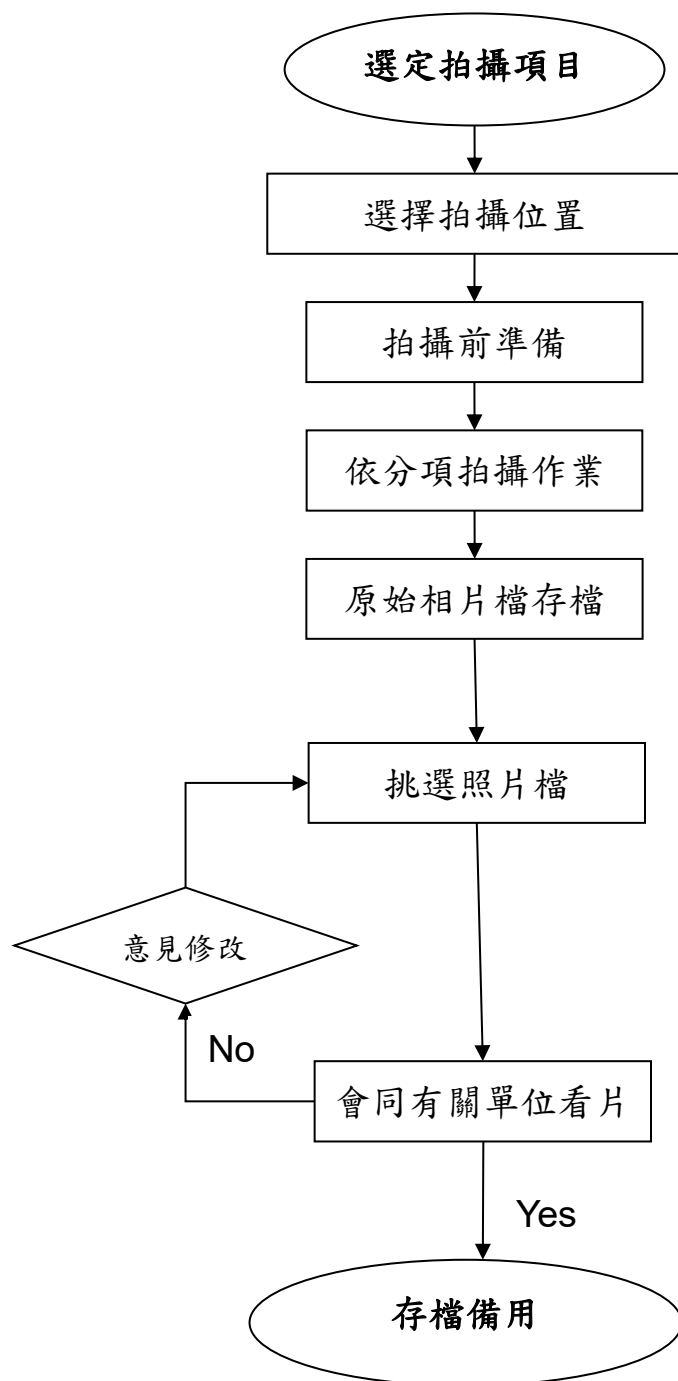 選定拍攝項目
選擇拍攝位置
拍攝前準備
依分項拍攝作業
原始相片檔存檔
挑選照片檔
意見修改
No
會同有關單位看片
Yes
存檔備用